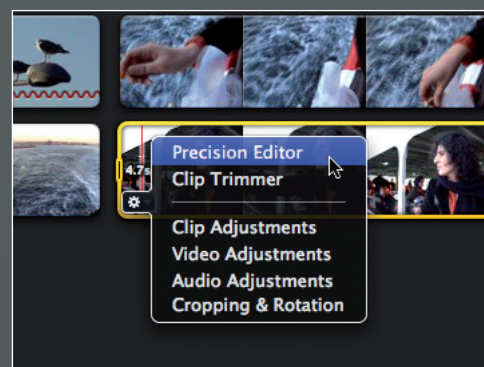 4.7s
Precision Editor
Clip Trimmer
Clip Adjustments
Video Adjustments
Audio Adjustments
Cropping & Rotation